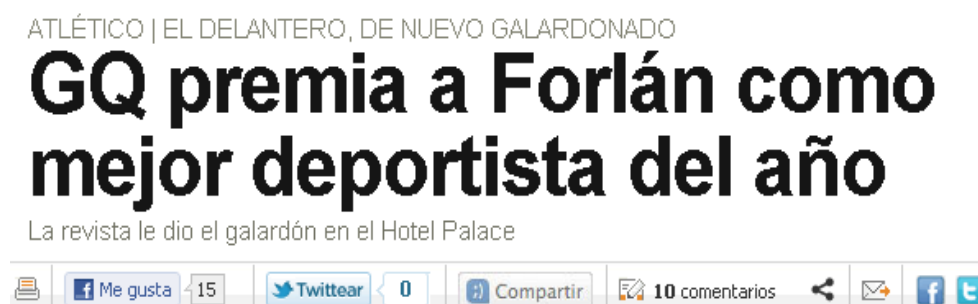 ATLÉTICO | EL DELANTERO, DE NUEVO GALARDONADO
GQ premia a Forlán como
mejor deportista del año
La revista le dio el galardón en el Hotel Palace
Me gusta 15 Twittear 0 Compartir 10 comentarios